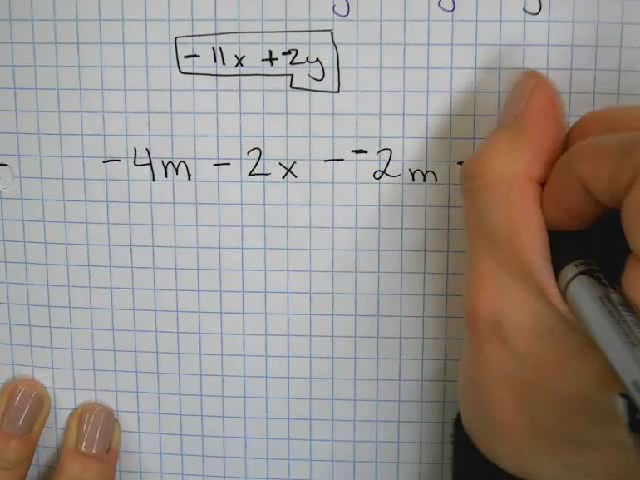 - 11x + -2y
- 4m - 2x - -2m -